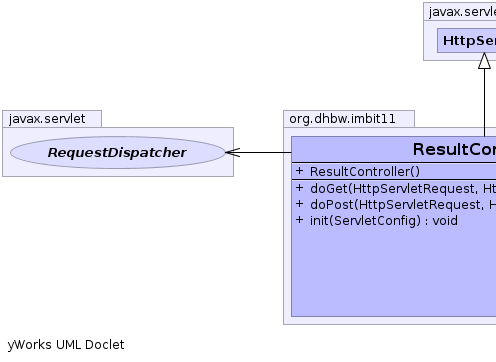 javax.servle
HttpSer
javax.servlet
RequestDispatcher
org.dhbw.imbit11
ResultCon
+ ResultController()
+ doGet(HttpServletRequest, Ht
+ doPost(HttpServletRequest, H
+ init(ServletConfig) : void
yWorks UML Doclet